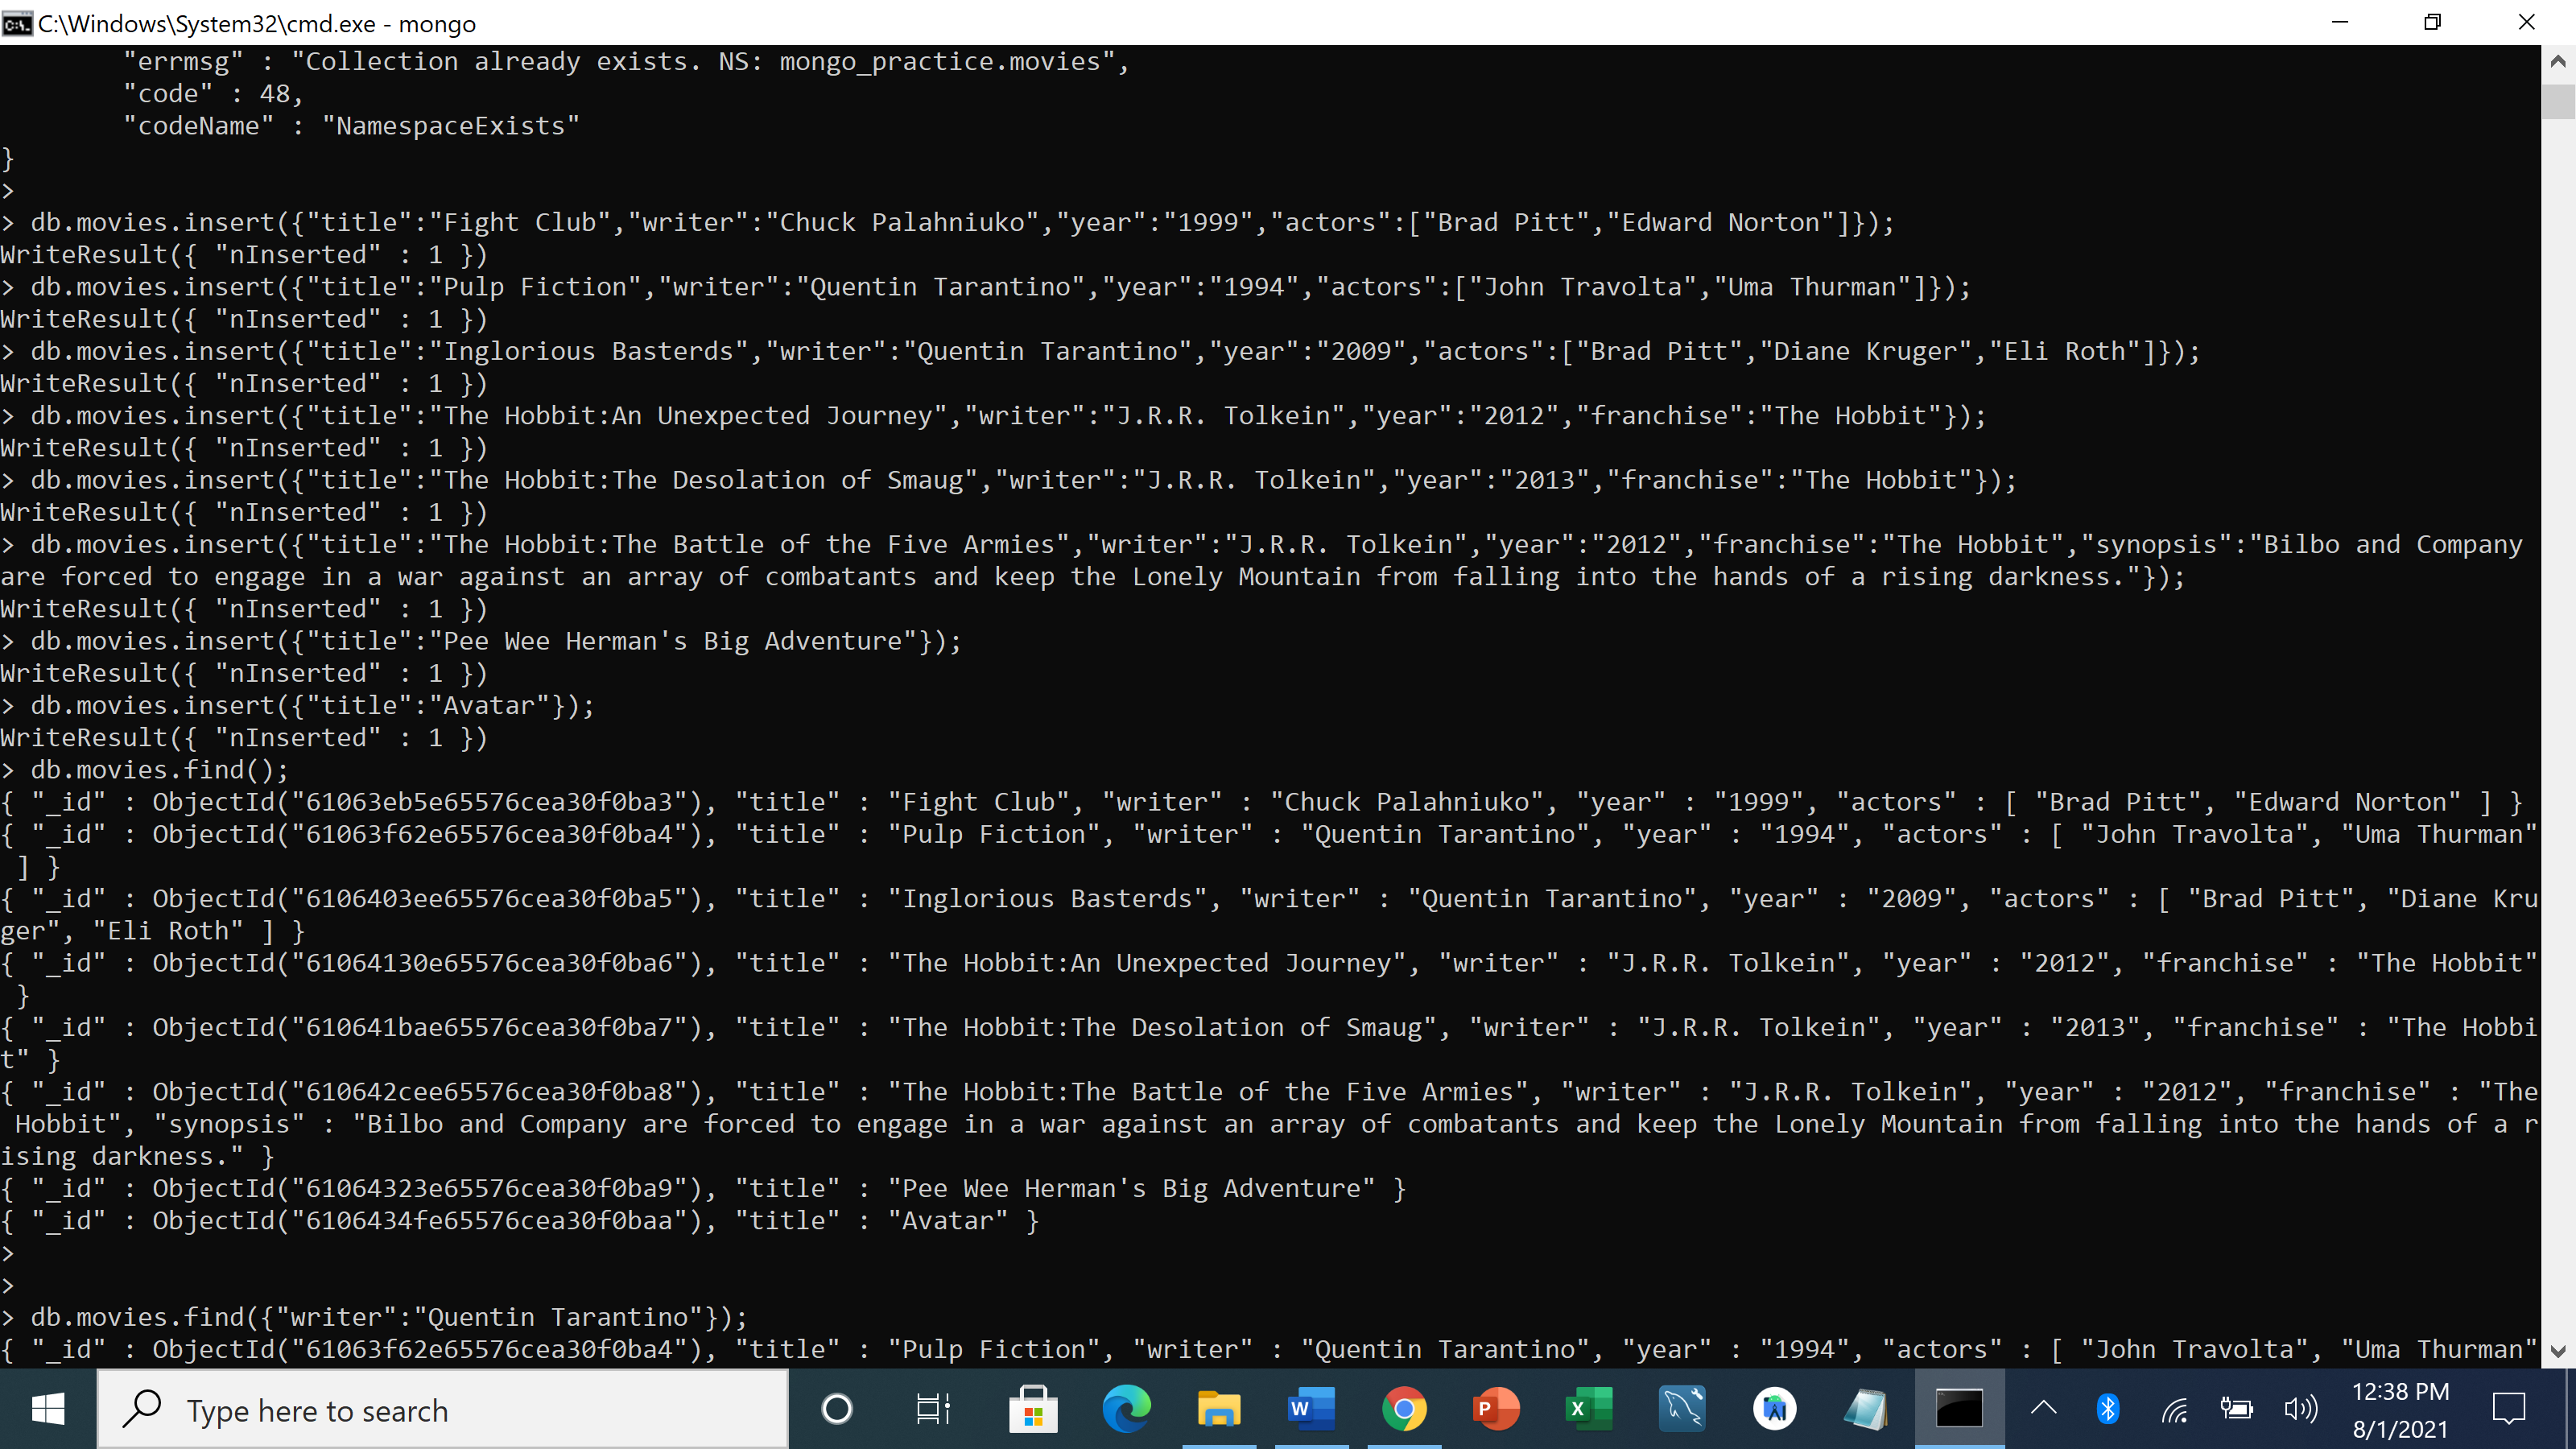 C:\Windows\System32\cmd.exe - mongo
"errmsg" : "Collection already exists. NS: mongo_practice.movies",
"code" : 48,
"codeName" : "NamespaceExists"
}
>
> db.movies.insert({"title":"Fight Club","writer":"Chuck Palahniuko","year":"1999","actors":["Brad Pitt","Edward Norton"]});
WriteResult({ "nInserted" : 1 })
> db.movies.insert({"title":"Pulp Fiction","writer":"Quentin Tarantino","year":"1994","actors":["John Travolta","Uma Thurman"]});
WriteResult({ "nInserted" : 1 })
> db.movies.insert({"title":"Inglorious Basterds","writer":"Quentin Tarantino","year":"2009","actors":["Brad Pitt","Diane Kruger","Eli Roth"]});
WriteResult({ "nInserted" : 1 })
> db.movies.insert({"title":"The Hobbit:An Unexpected Journey","writer":"J.R.R. Tolkein","year":"2012","franchise":"The Hobbit"});
WriteResult({ "nInserted" : 1 })
> db.movies.insert({"title":"The Hobbit:The Desolation of Smaug","writer":"J.R.R. Tolkein","year":"2013","franchise":"The Hobbit"});
WriteResult({ "nInserted" : 1 })
> db.movies.insert({"title":"The Hobbit:The Battle of the Five Armies","writer":"J.R.R. Tolkein","year":"2012","franchise":"The Hobbit","synopsis":"Bilbo and Company
are forced to engage in a war against an array of combatants and keep the Lonely Mountain from falling into the hands of a rising darkness."});
WriteResult({ "nInserted" : 1 })
> db.movies.insert({"title":"Pee Wee Herman's Big Adventure"});
WriteResult({ "nInserted" : 1 })
> db.movies.insert({"title":"Avatar"});
WriteResult({ "nInserted" : 1 })
> db.movies.find();
{ "_id" : ObjectId("61063eb5e65576cea30f0ba3"), "title" : "Fight Club", "writer" : "Chuck Palahniuko", "year" : "1999", "actors" : [ "Brad Pitt", "Edward Norton" ] }
{ "_id" : ObjectId("61063f62e65576cea30f0ba4"), "title" : "Pulp Fiction", "writer" : "Quentin Tarantino", "year" : "1994", "actors" : [ "John Travolta", "Uma Thurman"
] }
{ "_id" : ObjectId("6106403ee65576cea30f0ba5"), "title" : "Inglorious Basterds", "writer" : "Quentin Tarantino", "year" : "2009", "actors" : [ "Brad Pitt", "Diane Kru
ger", "Eli Roth" ] }
{ "_id" : ObjectId("61064130e65576cea30f0ba6"), "title" : "The Hobbit:An Unexpected Journey", "writer" : "J.R.R. Tolkein", "year" : "2012", "franchise" : "The Hobbit"
}
{ "_id" : ObjectId("610641bae65576cea30f0ba7"), "title" : "The Hobbit:The Desolation of Smaug", "writer" : "J.R.R. Tolkein", "year" : "2013", "franchise" : "The Hobbi
t" }
{ "_id" : ObjectId("610642cee65576cea30f0ba8"), "title" : "The Hobbit:The Battle of the Five Armies", "writer" : "J.R.R. Tolkein", "year" : "2012", "franchise" : "The
Hobbit", "synopsis" : "Bilbo and Company are forced to engage in a war against an array of combatants and keep the Lonely Mountain from falling into the hands of a r
ising darkness." }
{ "_id" : ObjectId("61064323e65576cea30f0ba9"), "title" : "Pee Wee Herman's Big Adventure" }
{ "_id" : ObjectId("6106434fe65576cea30f0baa"), "title" : "Avatar" }
>
>
> db.movies.find({"writer":"Quentin Tarantino"});
{ "_id" : ObjectId("61063f62e65576cea30f0ba4"), "title" : "Pulp Fiction", "writer" : "Quentin Tarantino", "year" : "1994", "actors" : [ "John Travolta", "Uma Thurman"
Type here to search
12:38 PM
8/1/2021